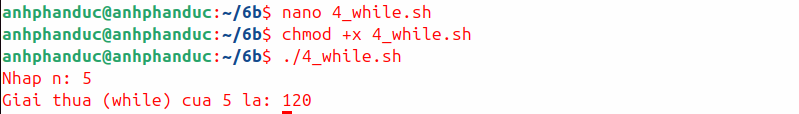 anhphanduc@anhphanduc:~/6b$ nano 4_while.sh
anhphanduc@anhphanduc:~/6b$ chmod +x 4_while.sh
anhphanduc@anhphanduc:~/6b$ ./4_while.sh
Nhap n: 5
Giai thua (while) cua 5 la: 120